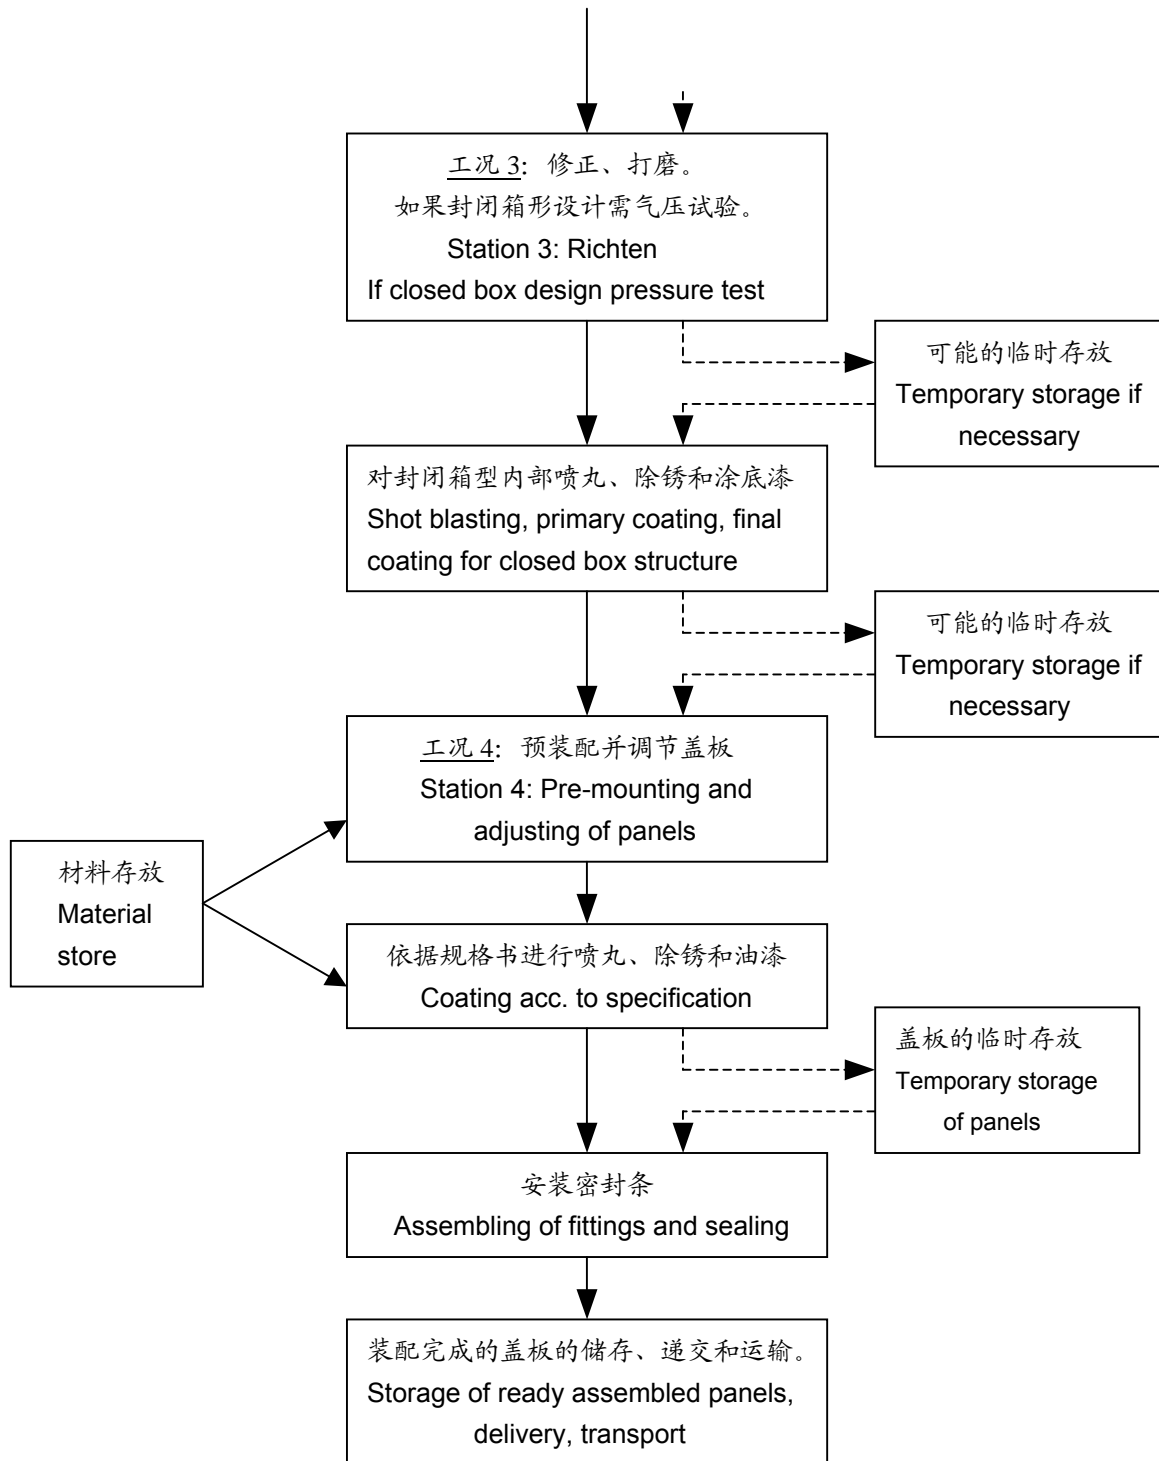 工况 3：修正、打磨。
如果封闭箱形设计需气压试验。
Station 3: Richten
If closed box design pressure test
可能的临时存放
Temporary storage if
necessary
对封闭箱型内部喷丸、除锈和涂底漆
Shot blasting, primary coating, final
coating for closed box structure
可能的临时存放
Temporary storage if
necessary
工况 4：预装配并调节盖板
Station 4: Pre-mounting and
adjusting of panels
材料存放
Material
store
依据规格书进行喷丸、除锈和油漆
Coating acc. to specification
盖板的临时存放
Temporary storage
of panels
安装密封条
Assembling of fittings and sealing
装配完成的盖板的储存、递交和运输。
Storage of ready assembled panels,
delivery, transport